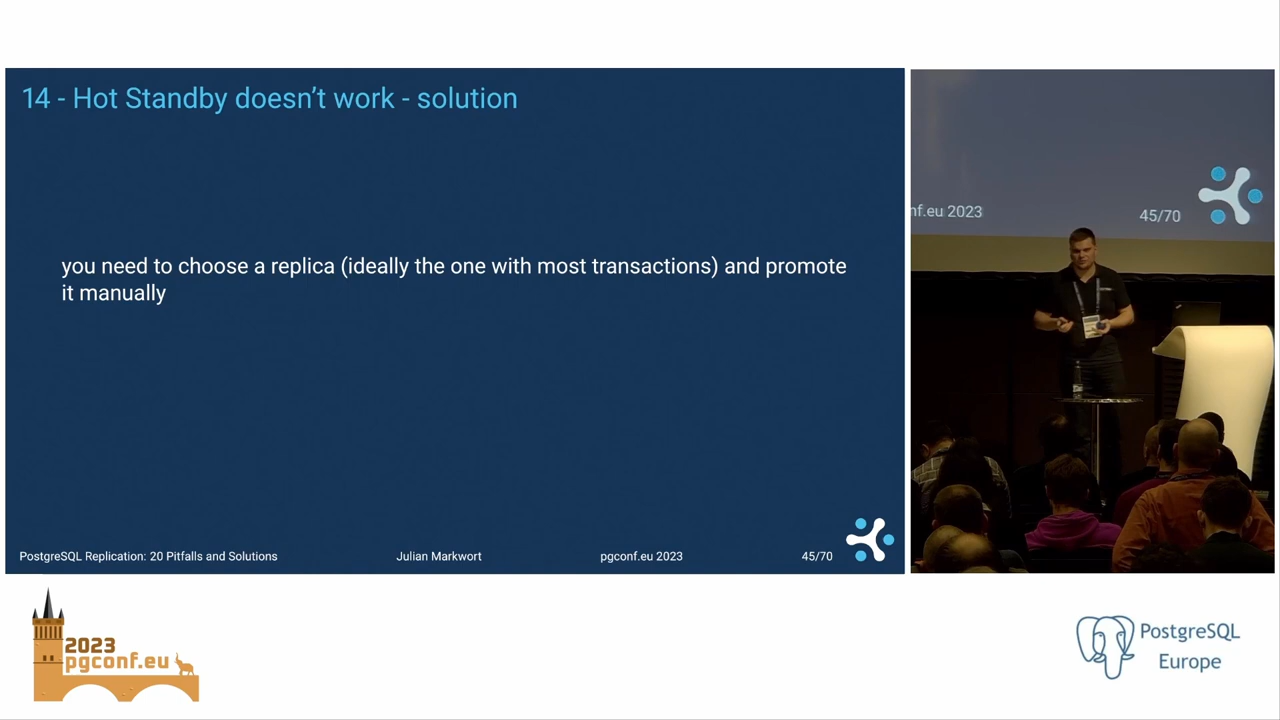 14 - Hot Standby doesn't work - solution
you need to choose a replica (ideally the one with most transactions) and promote
it manually
PostgreSQL Replication: 20 Pitfalls and Solutions
Julian Markwort
pgconf.eu 2023
45/70
nf.eu 2023
45/70
2023
pgconf.eu
PostgreSQL
Europe